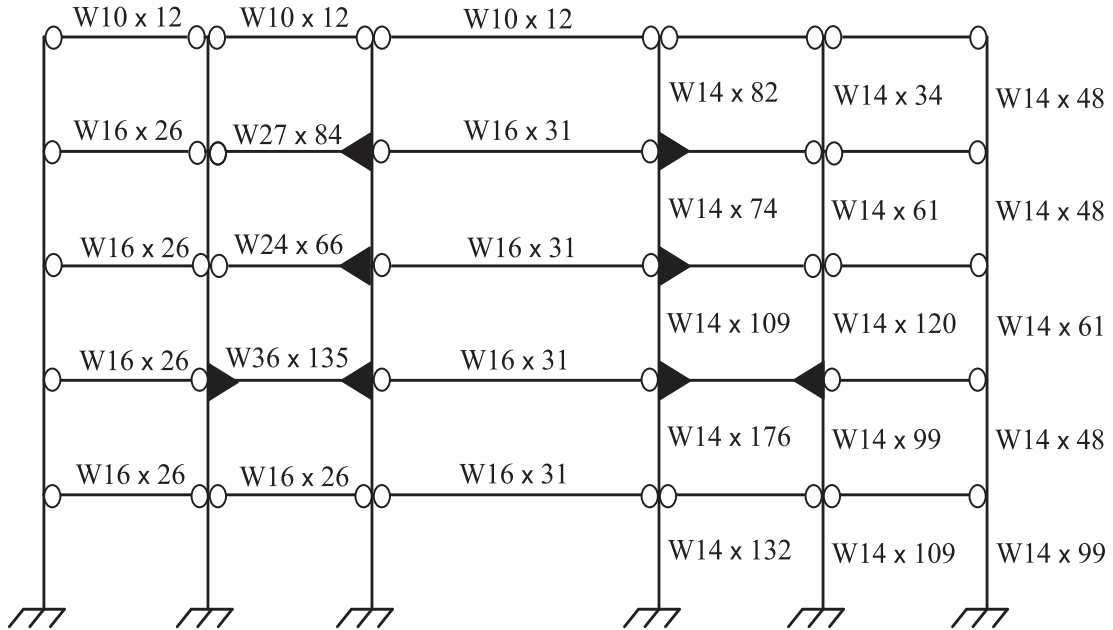 W10 x 12 W10 x 12 W10 x 12
W14 x 82 W14 x 34 W14 x 48
W16 x 26 W27 x 84 W16 x 31
W14 x 74 W14 x 61 W14 x 48
W16 x 26 W24 x 66 W16 x 31
W14 x 109 W14 x 120 W14 x 61
W16 x 26 W36 x 135 W16 x 31
W14 x 176 W14 x 99 W14 x 48
W16 x 26 W16 x 26 W16 x 31
W14 x 132 W14 x 109 W14 x 99